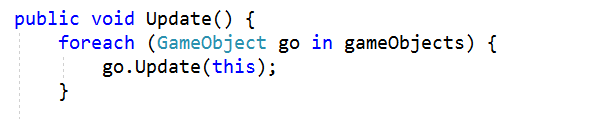 public void Update() {
    foreach (GameObject go in gameObjects) {
        go.Update(this);
    }